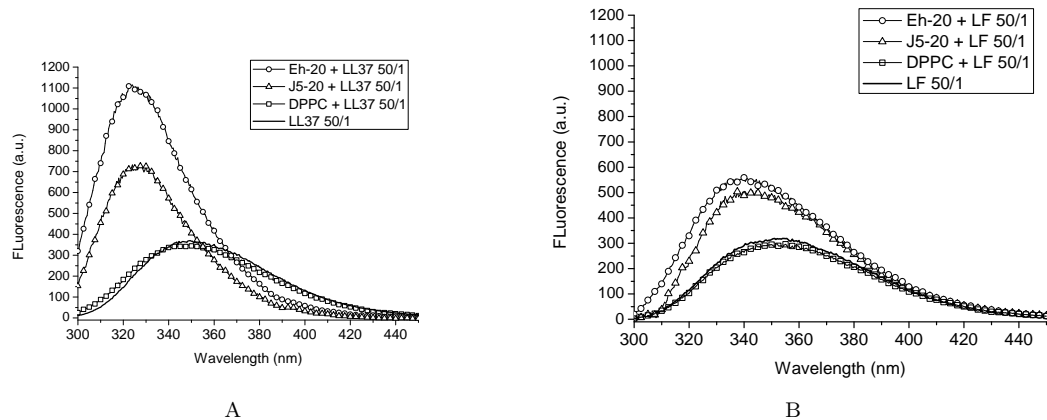 Eh-20 + LL37 50/1
J5-20 + LL37 50/1
DPPC + LL37 50/1
LL37 50/1
1200
1100
1000
900
800
700
600
500
400
300
200
100
0
FLuorescence (a.u.)
300 320 340 360 380 400 420 440
Wavelength (nm)
A
Eh-20 + LF 50/1
J5-20 + LF 50/1
DPPC + LF 50/1
LF 50/1
1200
1100
1000
900
800
700
600
500
400
300
200
100
0
FLuorescence (a.u.)
300 320 340 360 380 400 420 440
Wavelength (nm)
B